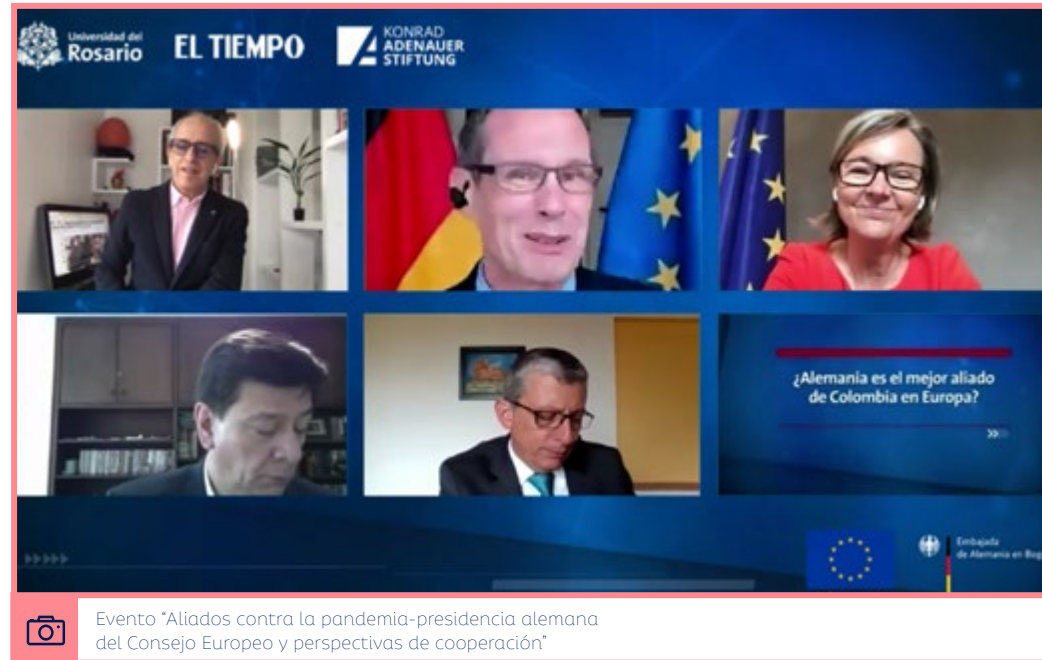 Universidad del
Rosario
EL TIEMPO
KONRAD
ADENAUER
STIFTUNG
¿Alemania es el mejor aliado
de Colombia en Europa?
Embajada
de Alemania en Bog
Evento “Aliados contra la pandemia-presidencia alemana
del Consejo Europeo y perspectivas de cooperación”